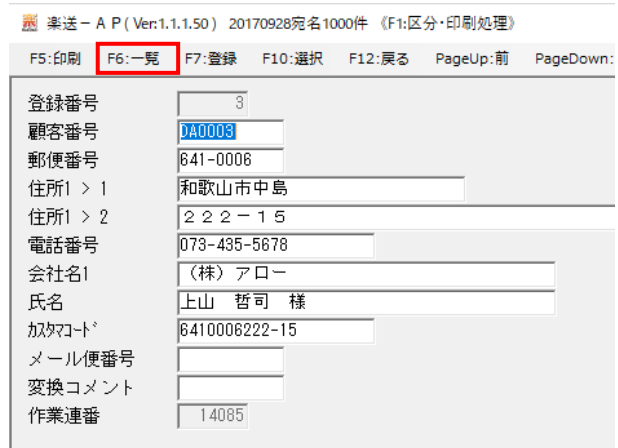 楽送－ＡＰ(Ver:1.1.1.50) 20170928宛名1000件 《F1:区分・印刷処理》
F5:印刷 F6:一覧 F7:登録 F10:選択 F12:戻る PageUp:前 PageDown:
登録番号 3
顧客番号 DA0003
郵便番号 641-0006
住所1 > 1 和歌山市中島
住所1 > 2 ２２２－１５
電話番号 073-435-5678
会社名1 （株）アロー
氏名 上山　哲司　様
ｶｽﾀﾏｺｰﾄﾞ 6410006222-15
メール便番号
変換コメント
作業連番 14085